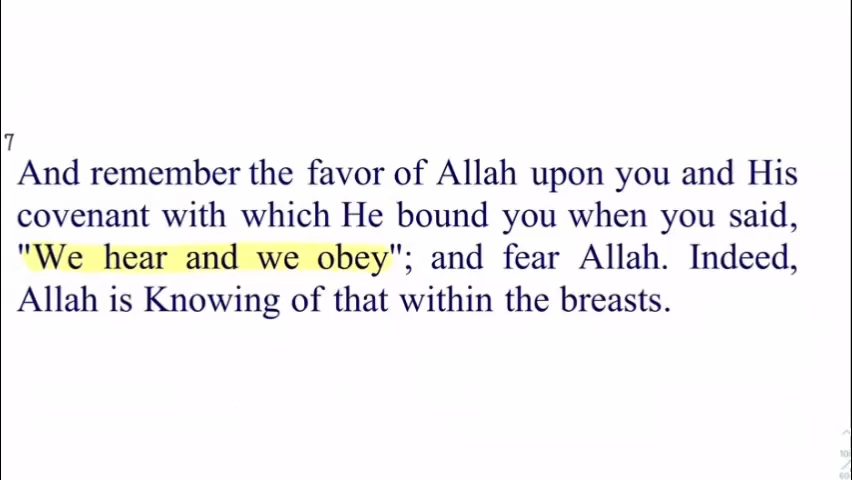 7
And remember the favor of Allah upon you and His
covenant with which He bound you when you said,
"We hear and we obey"; and fear Allah. Indeed,
Allah is Knowing of that within the breasts.